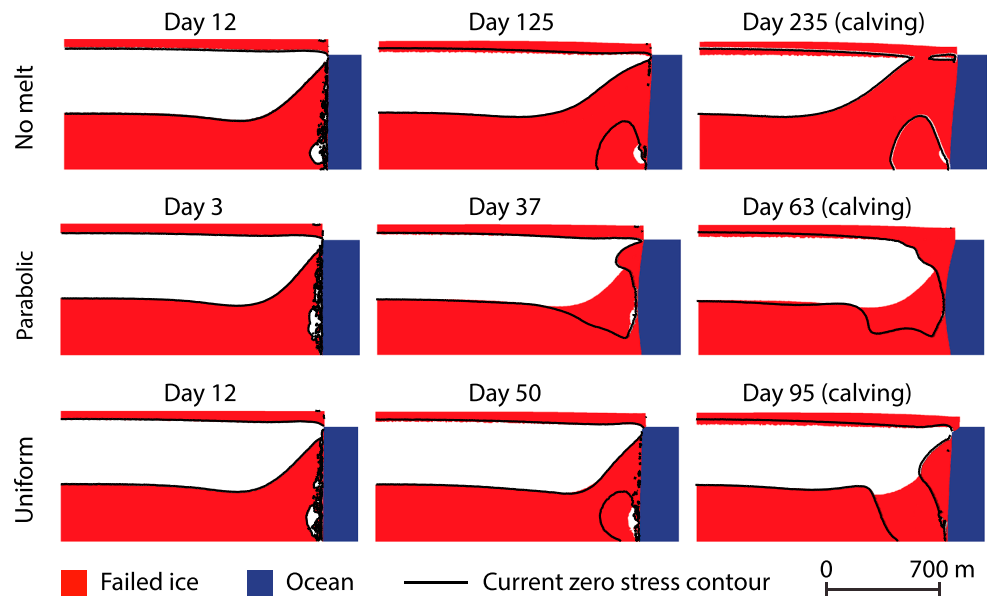 Day 12 Day 125 Day 235 (calving)
No melt
Day 3 Day 37 Day 63 (calving)
Parabolic
Day 12 Day 50 Day 95 (calving)
Uniform
Failed ice Ocean Current zero stress contour 0 700 m